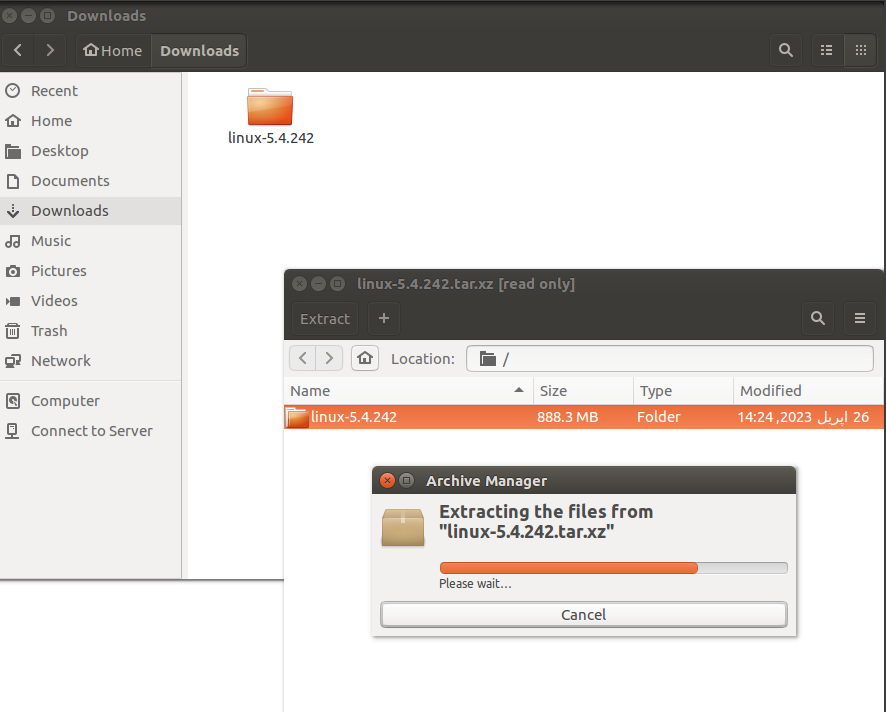 Downloads
Home
Downloads
Recent
Home
Desktop
Documents
Downloads
Music
Pictures
Videos
Trash
Network
Computer
Connect to Server
linux-5.4.242
linux-5.4.242.tar.xz [read only]
Extract
+
Location: /
Name Size Type Modified
linux-5.4.242 888.3 MB Folder 26 اپریل 2023, 14:24
Archive Manager
Extracting the files from
"linux-5.4.242.tar.xz"
Please wait…
Cancel